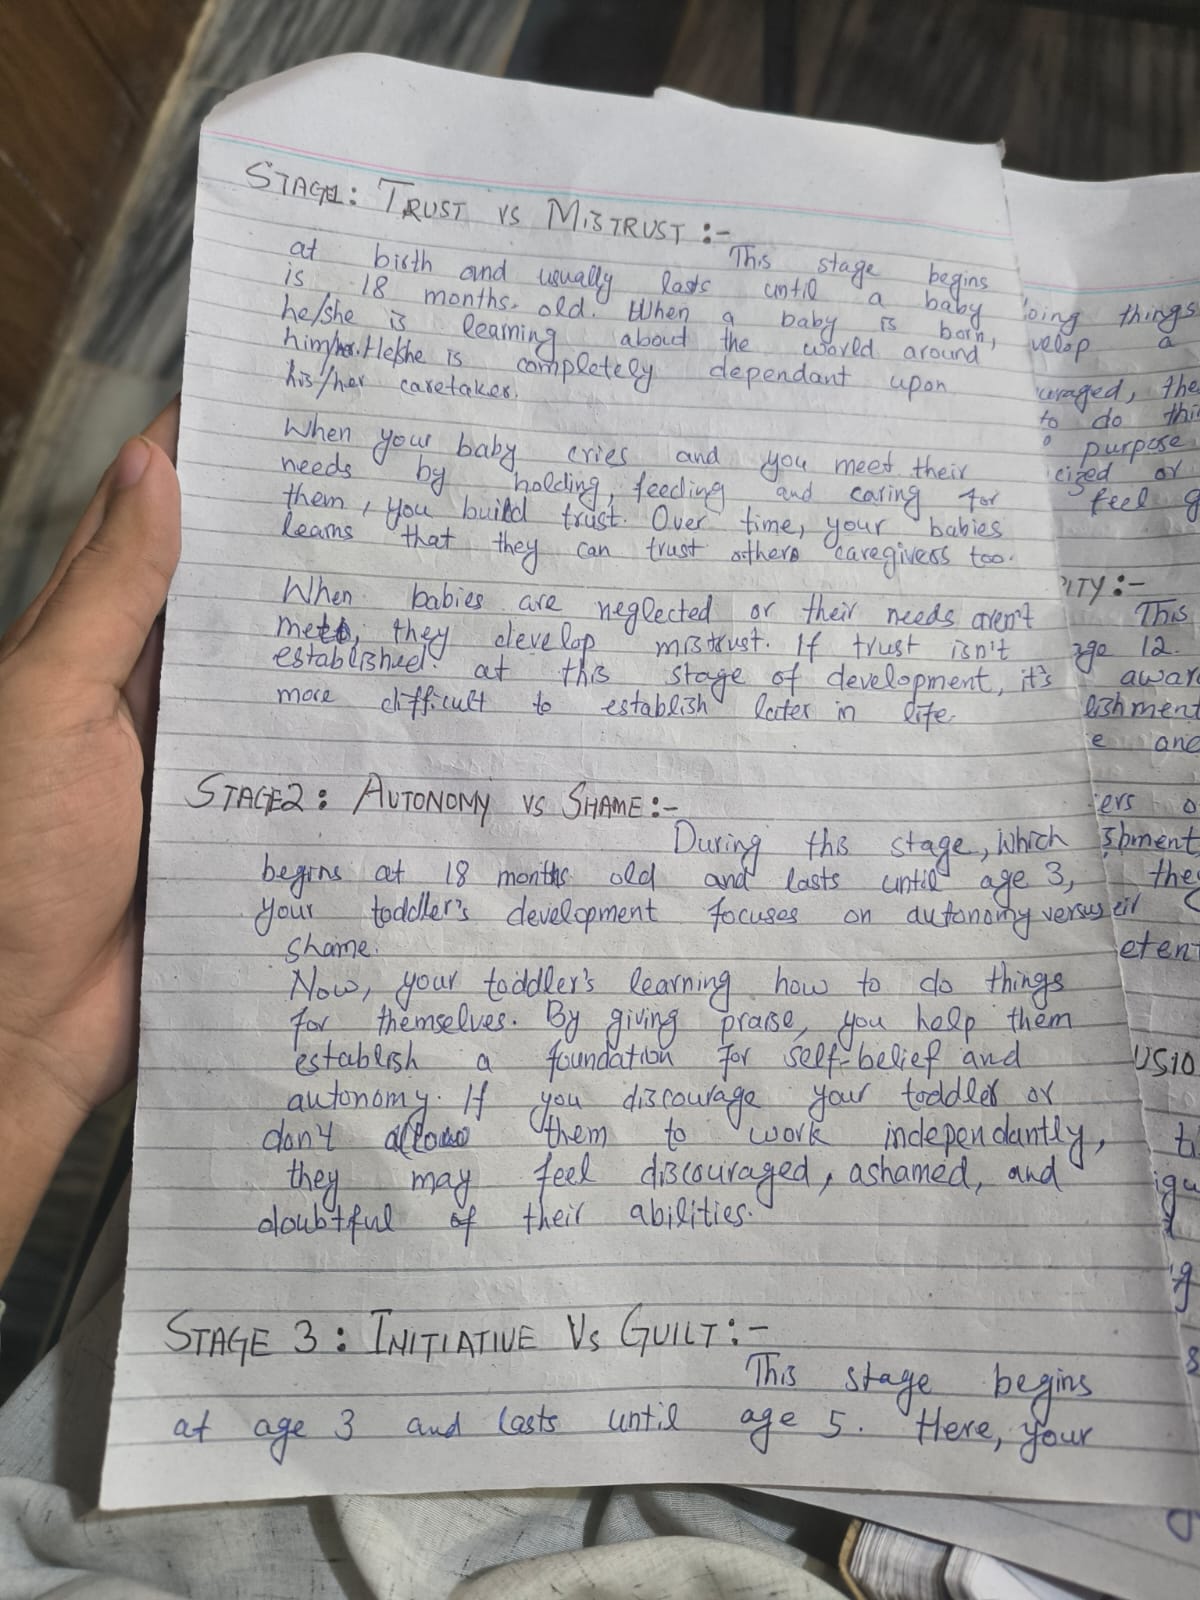 STAGE1: TRUST VS MISTRUST :-
This stage begins
at birth and usually lasts until a baby
is 18 months old. When a baby is born,
he/she is learning about the world around
him/her. He/she is completely dependant upon
his/her caretaker.
When your baby cries and you meet their
needs by holding, feeding and caring for
them, you build trust. Over time, your babies
learns that they can trust others caregivers too.
When babies are neglected or their needs aren't
met, they develop mistrust. If trust isn't
established at this stage of development, it's
more difficult to establish later in life.
STAGE2: AUTONOMY VS SHAME:-
During this stage, which
begins at 18 months old and lasts until age 3,
your toddler's development focuses on autonomy versus
shame.
Now, your toddler's learning how to do things
for themselves. By giving praise, you help them
establish a foundation for self-belief and
autonomy. If you discourage your toddler or
don't allow them to work independantly,
they may feel discouraged, ashamed, and
doubtful of their abilities.
STAGE 3: INITIATIVE VS GUILT:-
This stage begins
at age 3 and lasts until age 5. Here, your
oing things
velop a
uraged, the
to do thi
purpose
cized or
feel g
ITY:-
This
age 12.
awar
lishment
e and
ers o
shment
they
eir
eten
USIO